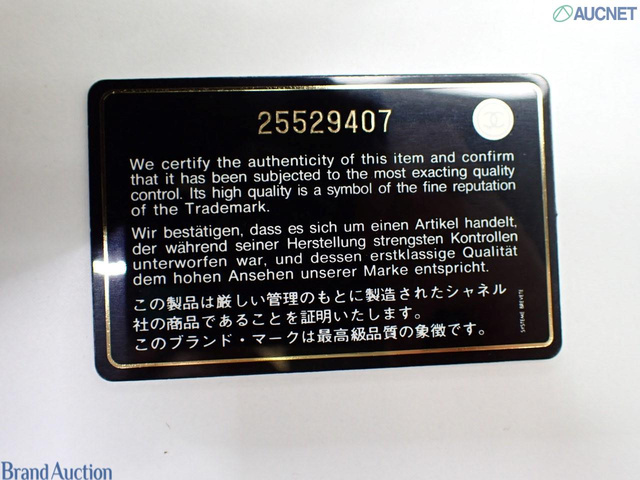 AUCNET
25529407
We certify the authenticity of this item and confirm
that it has been subjected to the most exacting quality
control. Its high quality is a symbol of the fine reputation
of the Trademark.
Wir bestätigen, dass es sich um einen Artikel handelt,
der während seiner Herstellung strengsten Kontrollen
unterworfen war, und dessen erstklassige Qualität
dem hohen Ansehen unserer Marke entspricht.
この製品は厳しい管理のもとに製造されたシャネル
社の商品であることを証明いたします。
このブランド・マークは最高級品質の象徴です。
SYSTEME BREVETE
Brand Auction